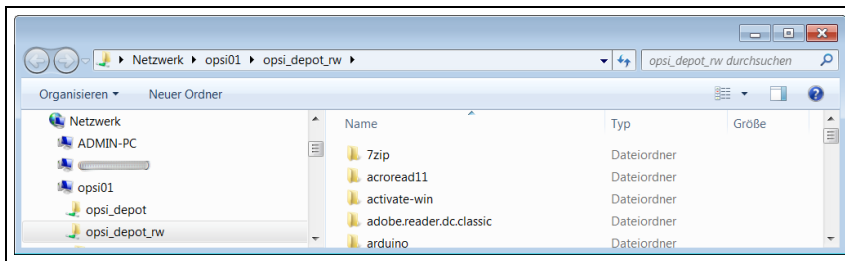 Netzwerk opsi01 opsi_depot_rw opsi_depot_rw durchsuchen
Organisieren Neuer Ordner
Netzwerk
ADMIN-PC
opsi01
opsi_depot
opsi_depot_rw
Name Typ Größe
7zip Dateiordner
acroread11 Dateiordner
activate-win Dateiordner
adobe.reader.dc.classic Dateiordner
arduino Dateiordner